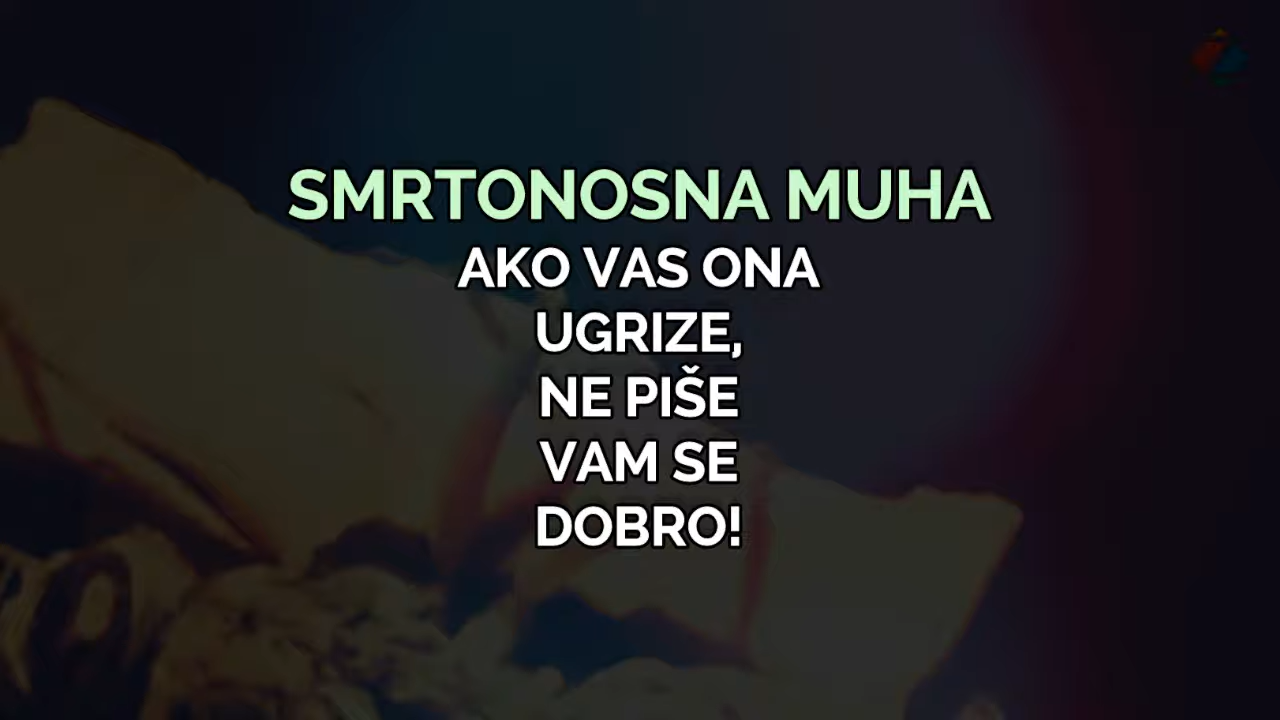 SMRTONOSNA MUHA
AKO VAS ONA
UGRIZE,
NE PIŠE
VAM SE
DOBRO!